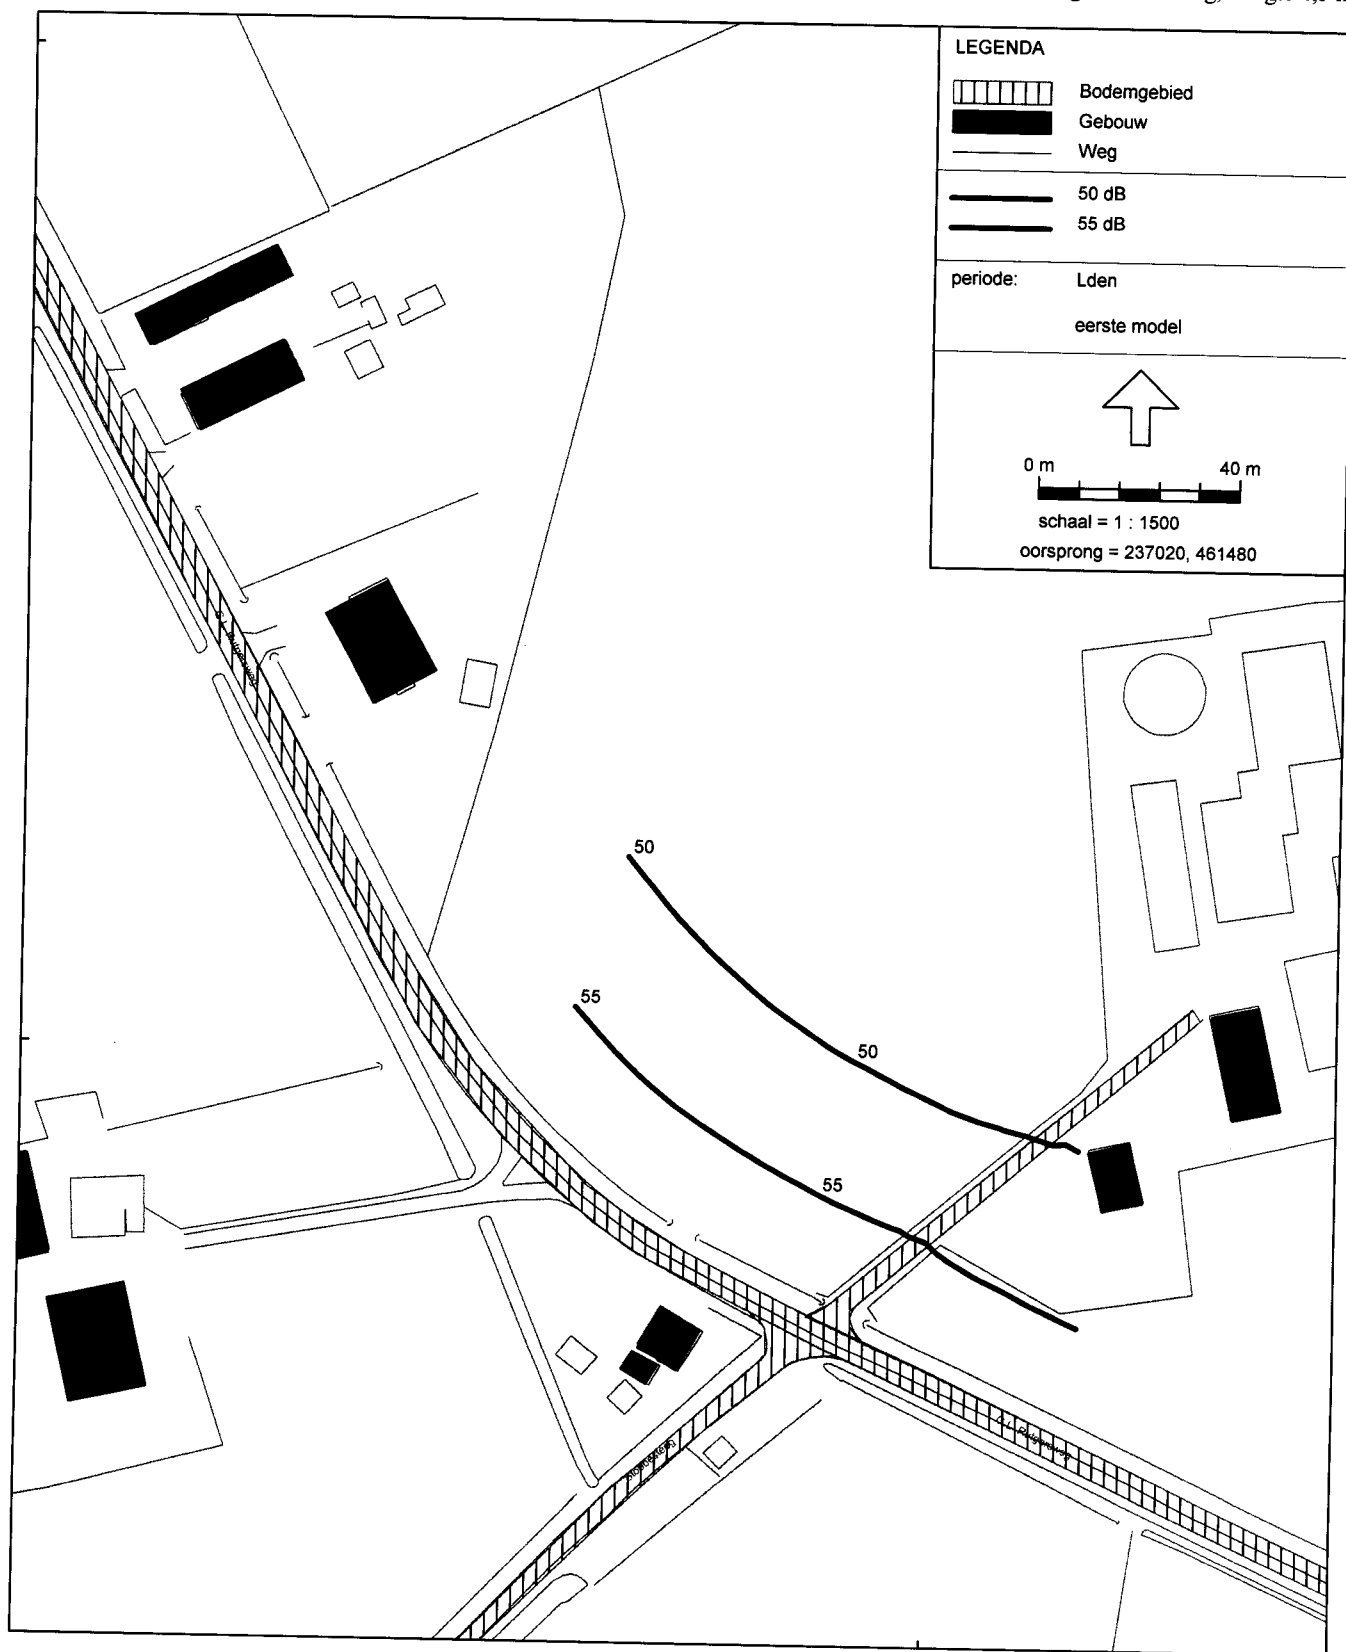 LEGENDA
Bodemgebied
Gebouw
Weg
50 dB
55 dB
periode: Lden
eerste model
0 m 40 m
schaal = 1 : 1500
oorsprong = 237020, 461480
50
55
50
55
G.L. Rutgersweg